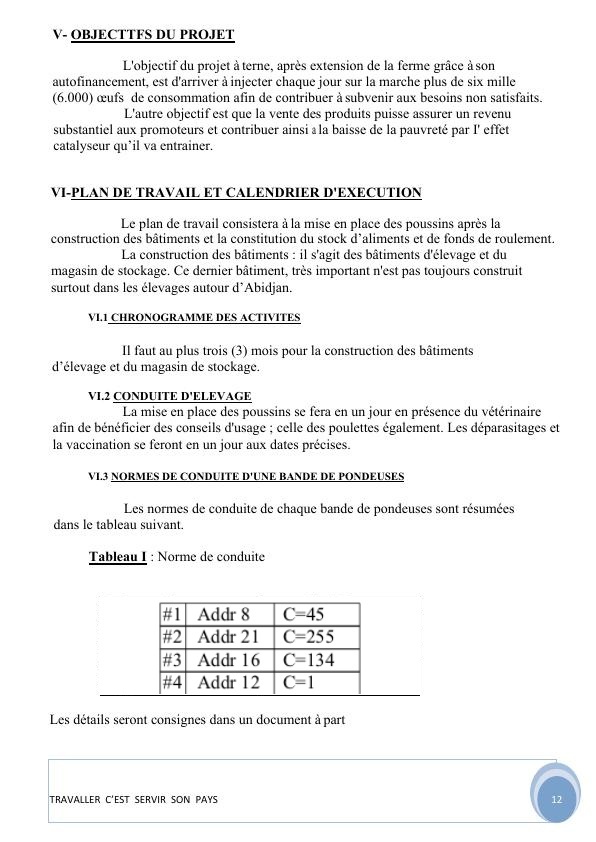 V- OBJECTTFS DU PROJET
L'objectif du projet à terne, après extension de la ferme grâce à son
autofinancement, est d'arriver à injecter chaque jour sur la marche plus de six mille
(6.000) œufs de consommation afin de contribuer à subvenir aux besoins non satisfaits.
L'autre objectif est que la vente des produits puisse assurer un revenu
substantiel aux promoteurs et contribuer ainsi à la baisse de la pauvreté par I' effet
catalyseur qu'il va entrainer.
VI-PLAN DE TRAVAIL ET CALENDRIER D'EXECUTION
Le plan de travail consistera à la mise en place des poussins après la
construction des bâtiments et la constitution du stock d'aliments et de fonds de roulement.
La construction des bâtiments : il s'agit des bâtiments d'élevage et du
magasin de stockage. Ce dernier bâtiment, très important n'est pas toujours construit
surtout dans les élevages autour d'Abidjan.
VI.1 CHRONOGRAMME DES ACTIVITES
Il faut au plus trois (3) mois pour la construction des bâtiments
d'élevage et du magasin de stockage.
VI.2 CONDUITE D'ELEVAGE
La mise en place des poussins se fera en un jour en présence du vétérinaire
afin de bénéficier des conseils d'usage ; celle des poulettes également. Les déparasitages et
la vaccination se feront en un jour aux dates précises.
VI.3 NORMES DE CONDUITE D'UNE BANDE DE PONDEUSES
Les normes de conduite de chaque bande de pondeuses sont résumées
dans le tableau suivant.
Tableau I : Norme de conduite
#1 Addr 8 C=45
#2 Addr 21 C=255
#3 Addr 16 C=134
#4 Addr 12 C=1
Les détails seront consignes dans un document à part
TRAVALLER C'EST SERVIR SON PAYS
12